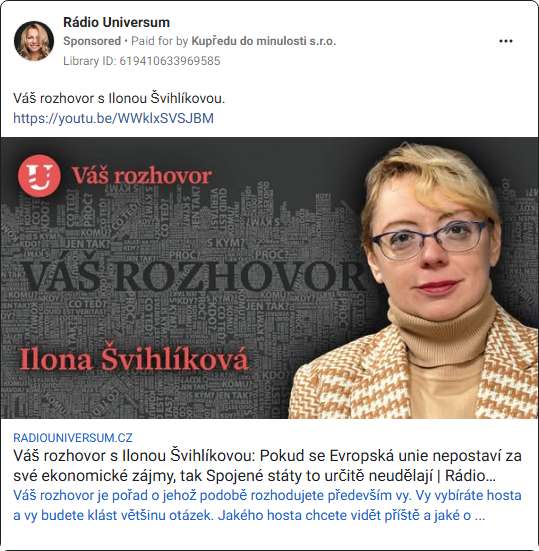 Rádio Universum
Sponsored • Paid for by Kupředu do minulosti s.r.o.
Library ID: 619410633969585
Váš rozhovor s Ilonou Švihlíkovou.
https://youtu.be/WWklxSVSJBM
U Váš rozhovor
VÁŠ ROZHOVOR
Ilona Švihlíková
RADIOUNIVERSUM.CZ
Váš rozhovor s Ilonou Švihlíkovou: Pokud se Evropská unie nepostaví za
své ekonomické zájmy, tak Spojené státy to určitě neudělají | Rádio...
Váš rozhovor je pořad o jehož podobě rozhodujete především vy. Vy vybíráte hosta
a vy budete klást většinu otázek. Jakého hosta chcete vidět příště a jaké o ...